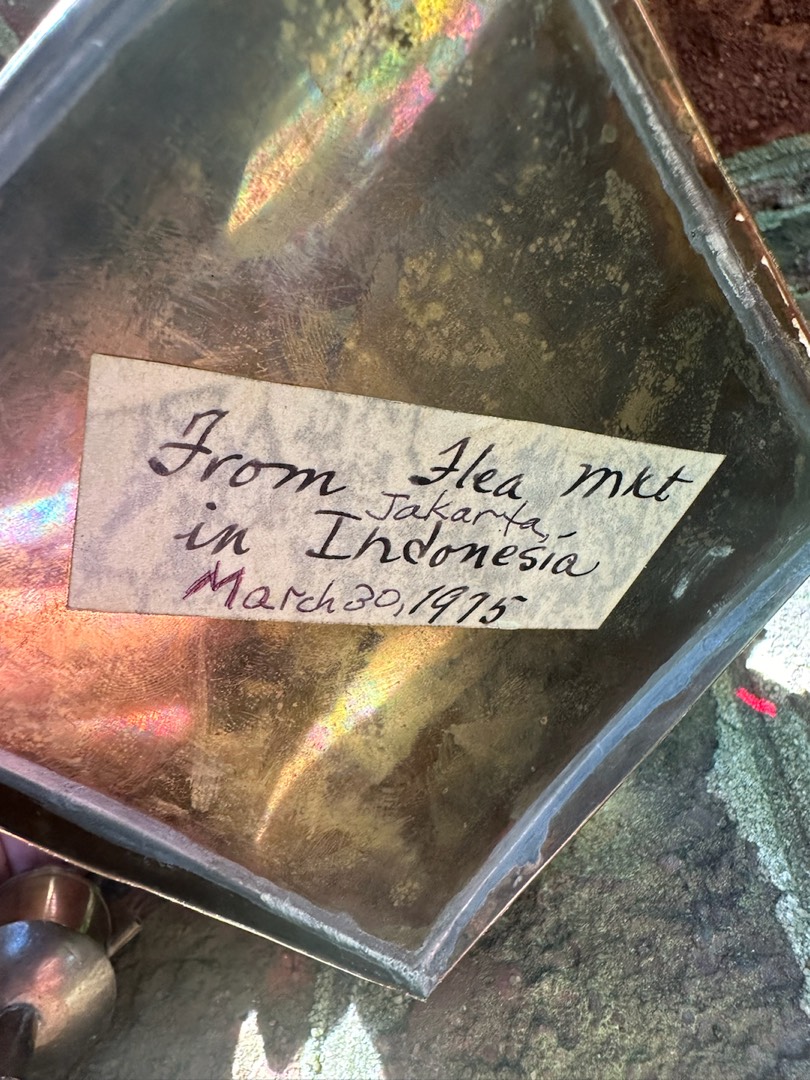 From Flea mkt
Jakarta,
in Indonesia
March 30, 1975